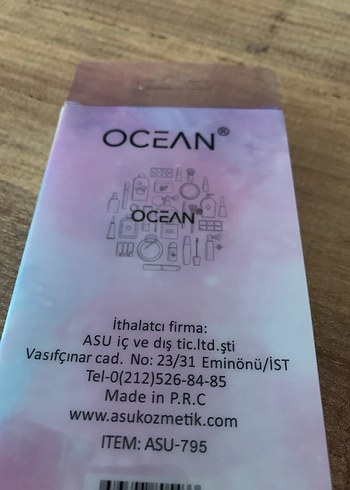 OCEAN®
OCEAN
İthalatcı firma:
ASU iç ve dış tic.ltd.şti
Vasıfçınar cad. No: 23/31 Eminönü/İST
Tel-0(212)526-84-85
Made in P.R.C
www.asukozmetik.com
ITEM: ASU-795